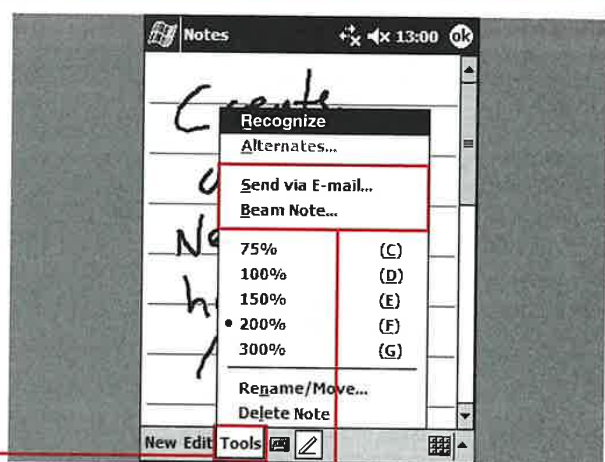 Notes 13:00 ok
Create
Recognize
Alternates...
Send via E-mail...
Beam Note...
75% (C)
100% (D)
150% (E)
200% (F)
300% (G)
Rename/Move...
Delete Note
New Edit Tools